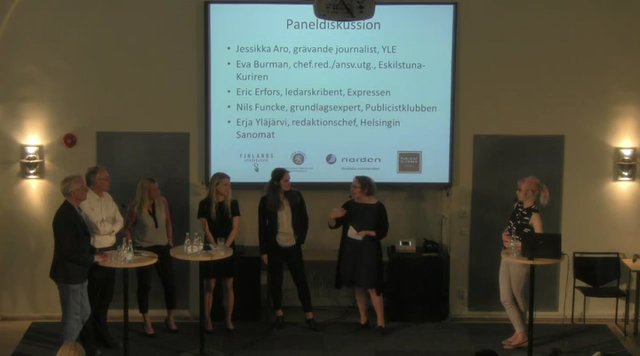 Paneldiskussion
• Jessikka Aro, grävande journalist, YLE
• Eva Burman, chef.red./ansv.utg., Eskilstuna-
Kuriren
• Eric Erfors, ledarskribent, Expressen
• Nils Funcke, grundlagsexpert, Publicistklubben
• Erja Yläjärvi, redaktionschef, Helsingin
Sanomat
FINLANDS
norden